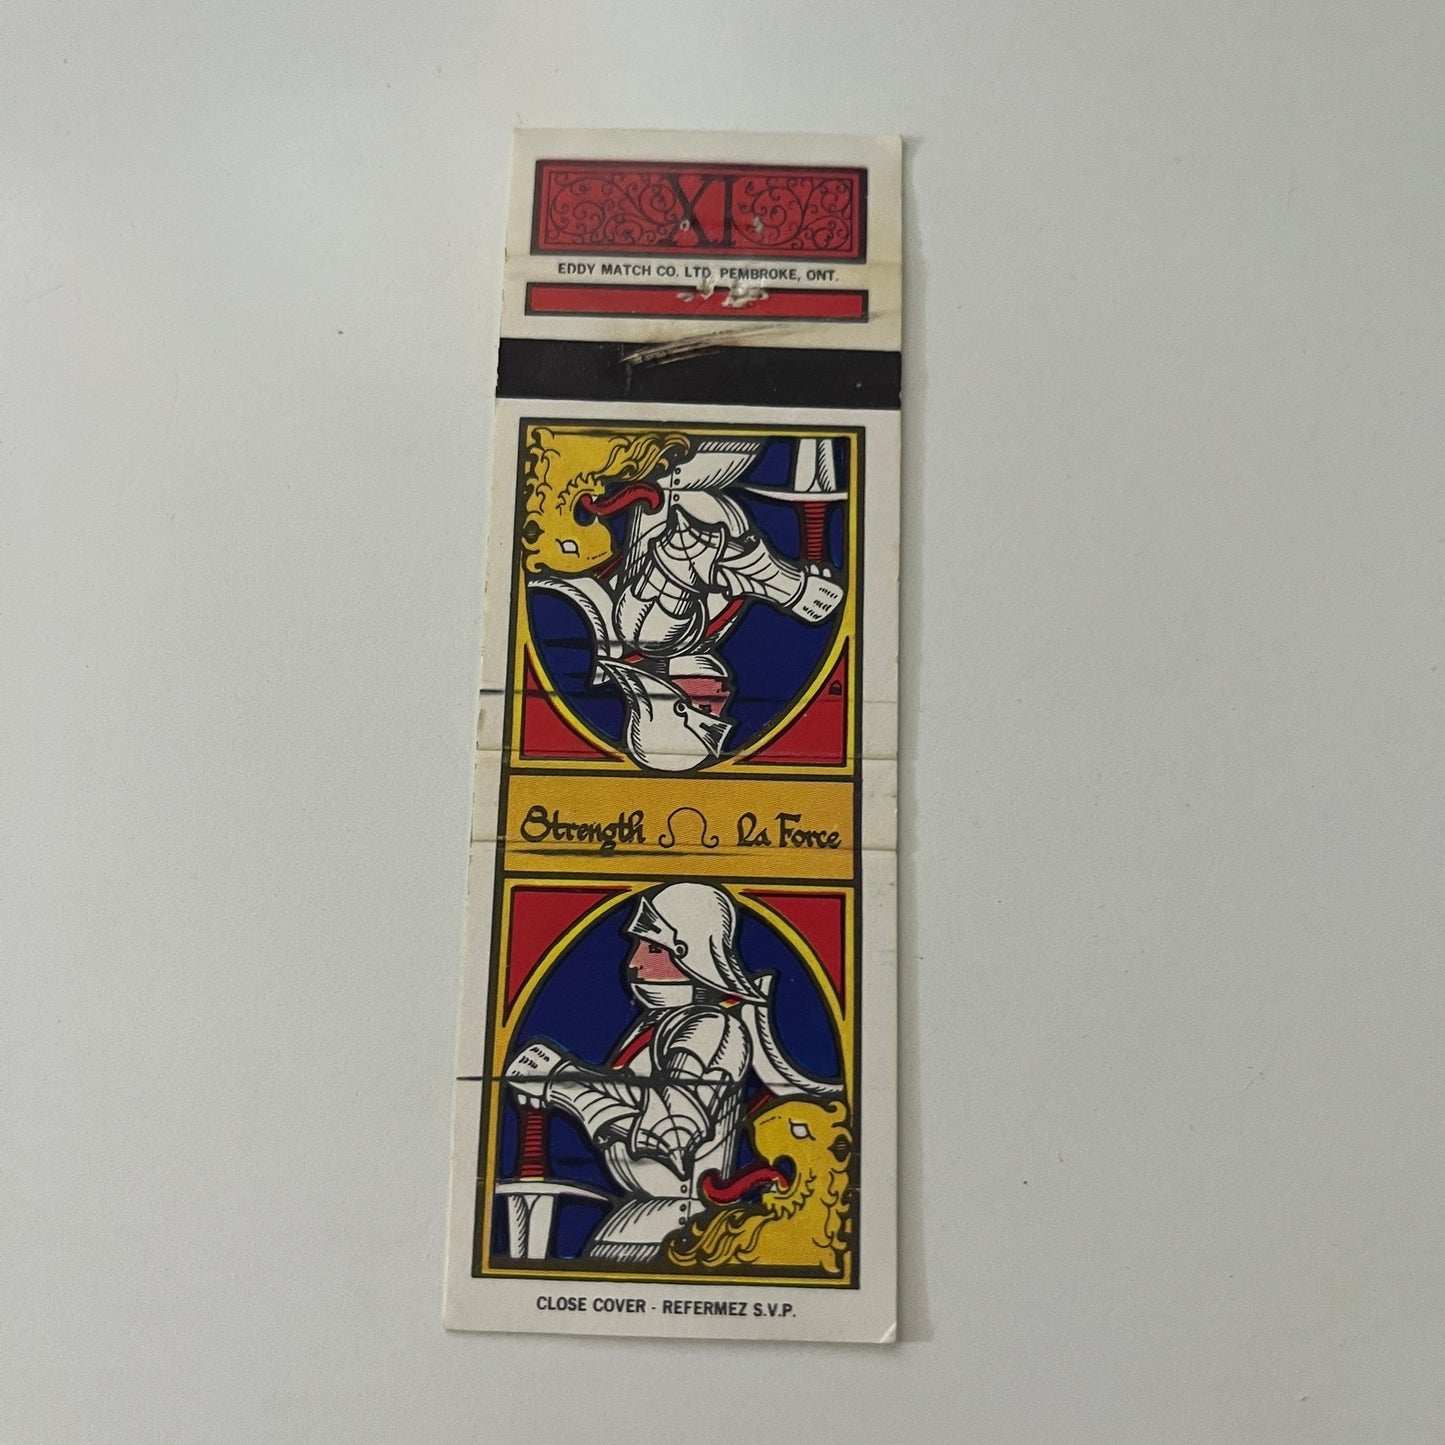 XI
EDDY MATCH CO. LTD. PEMBROKE, ONT.
Strength ♌ La Force
CLOSE COVER - REFERMEZ S.V.P.